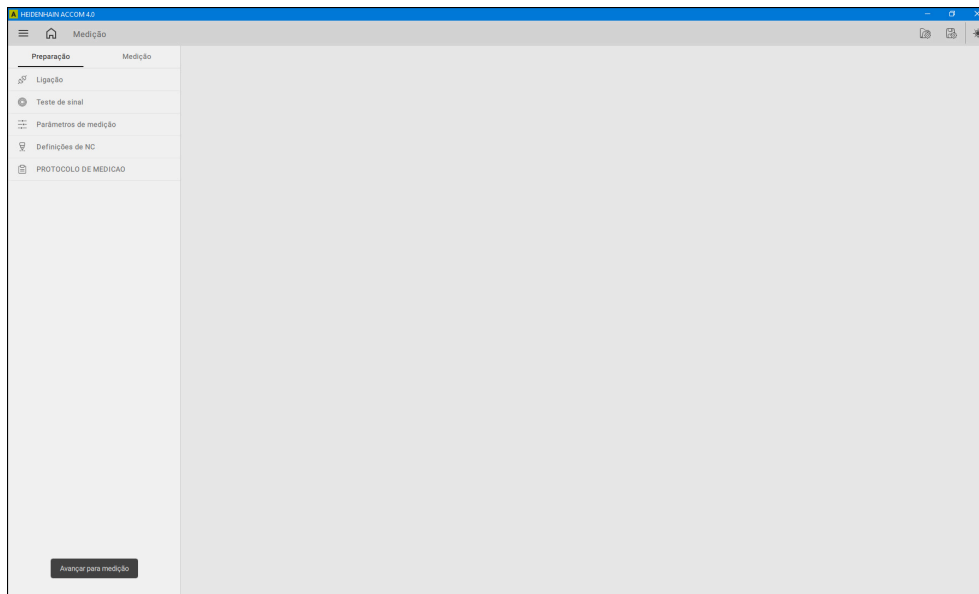 HEIDENHAIN ACCOM 4.0
Medição
Preparação Medição
Ligação
Teste de sinal
Parâmetros de medição
Definições de NC
PROTOCOLO DE MEDICAO
Avançar para medição